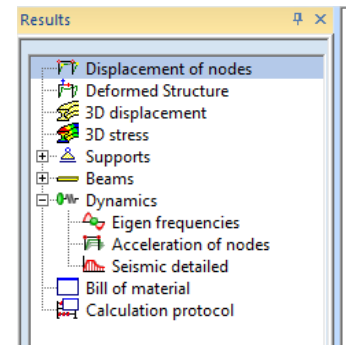 Results
Displacement of nodes
Deformed Structure
3D displacement
3D stress
Supports
Beams
Dynamics
Eigen frequencies
Acceleration of nodes
Seismic detailed
Bill of material
Calculation protocol